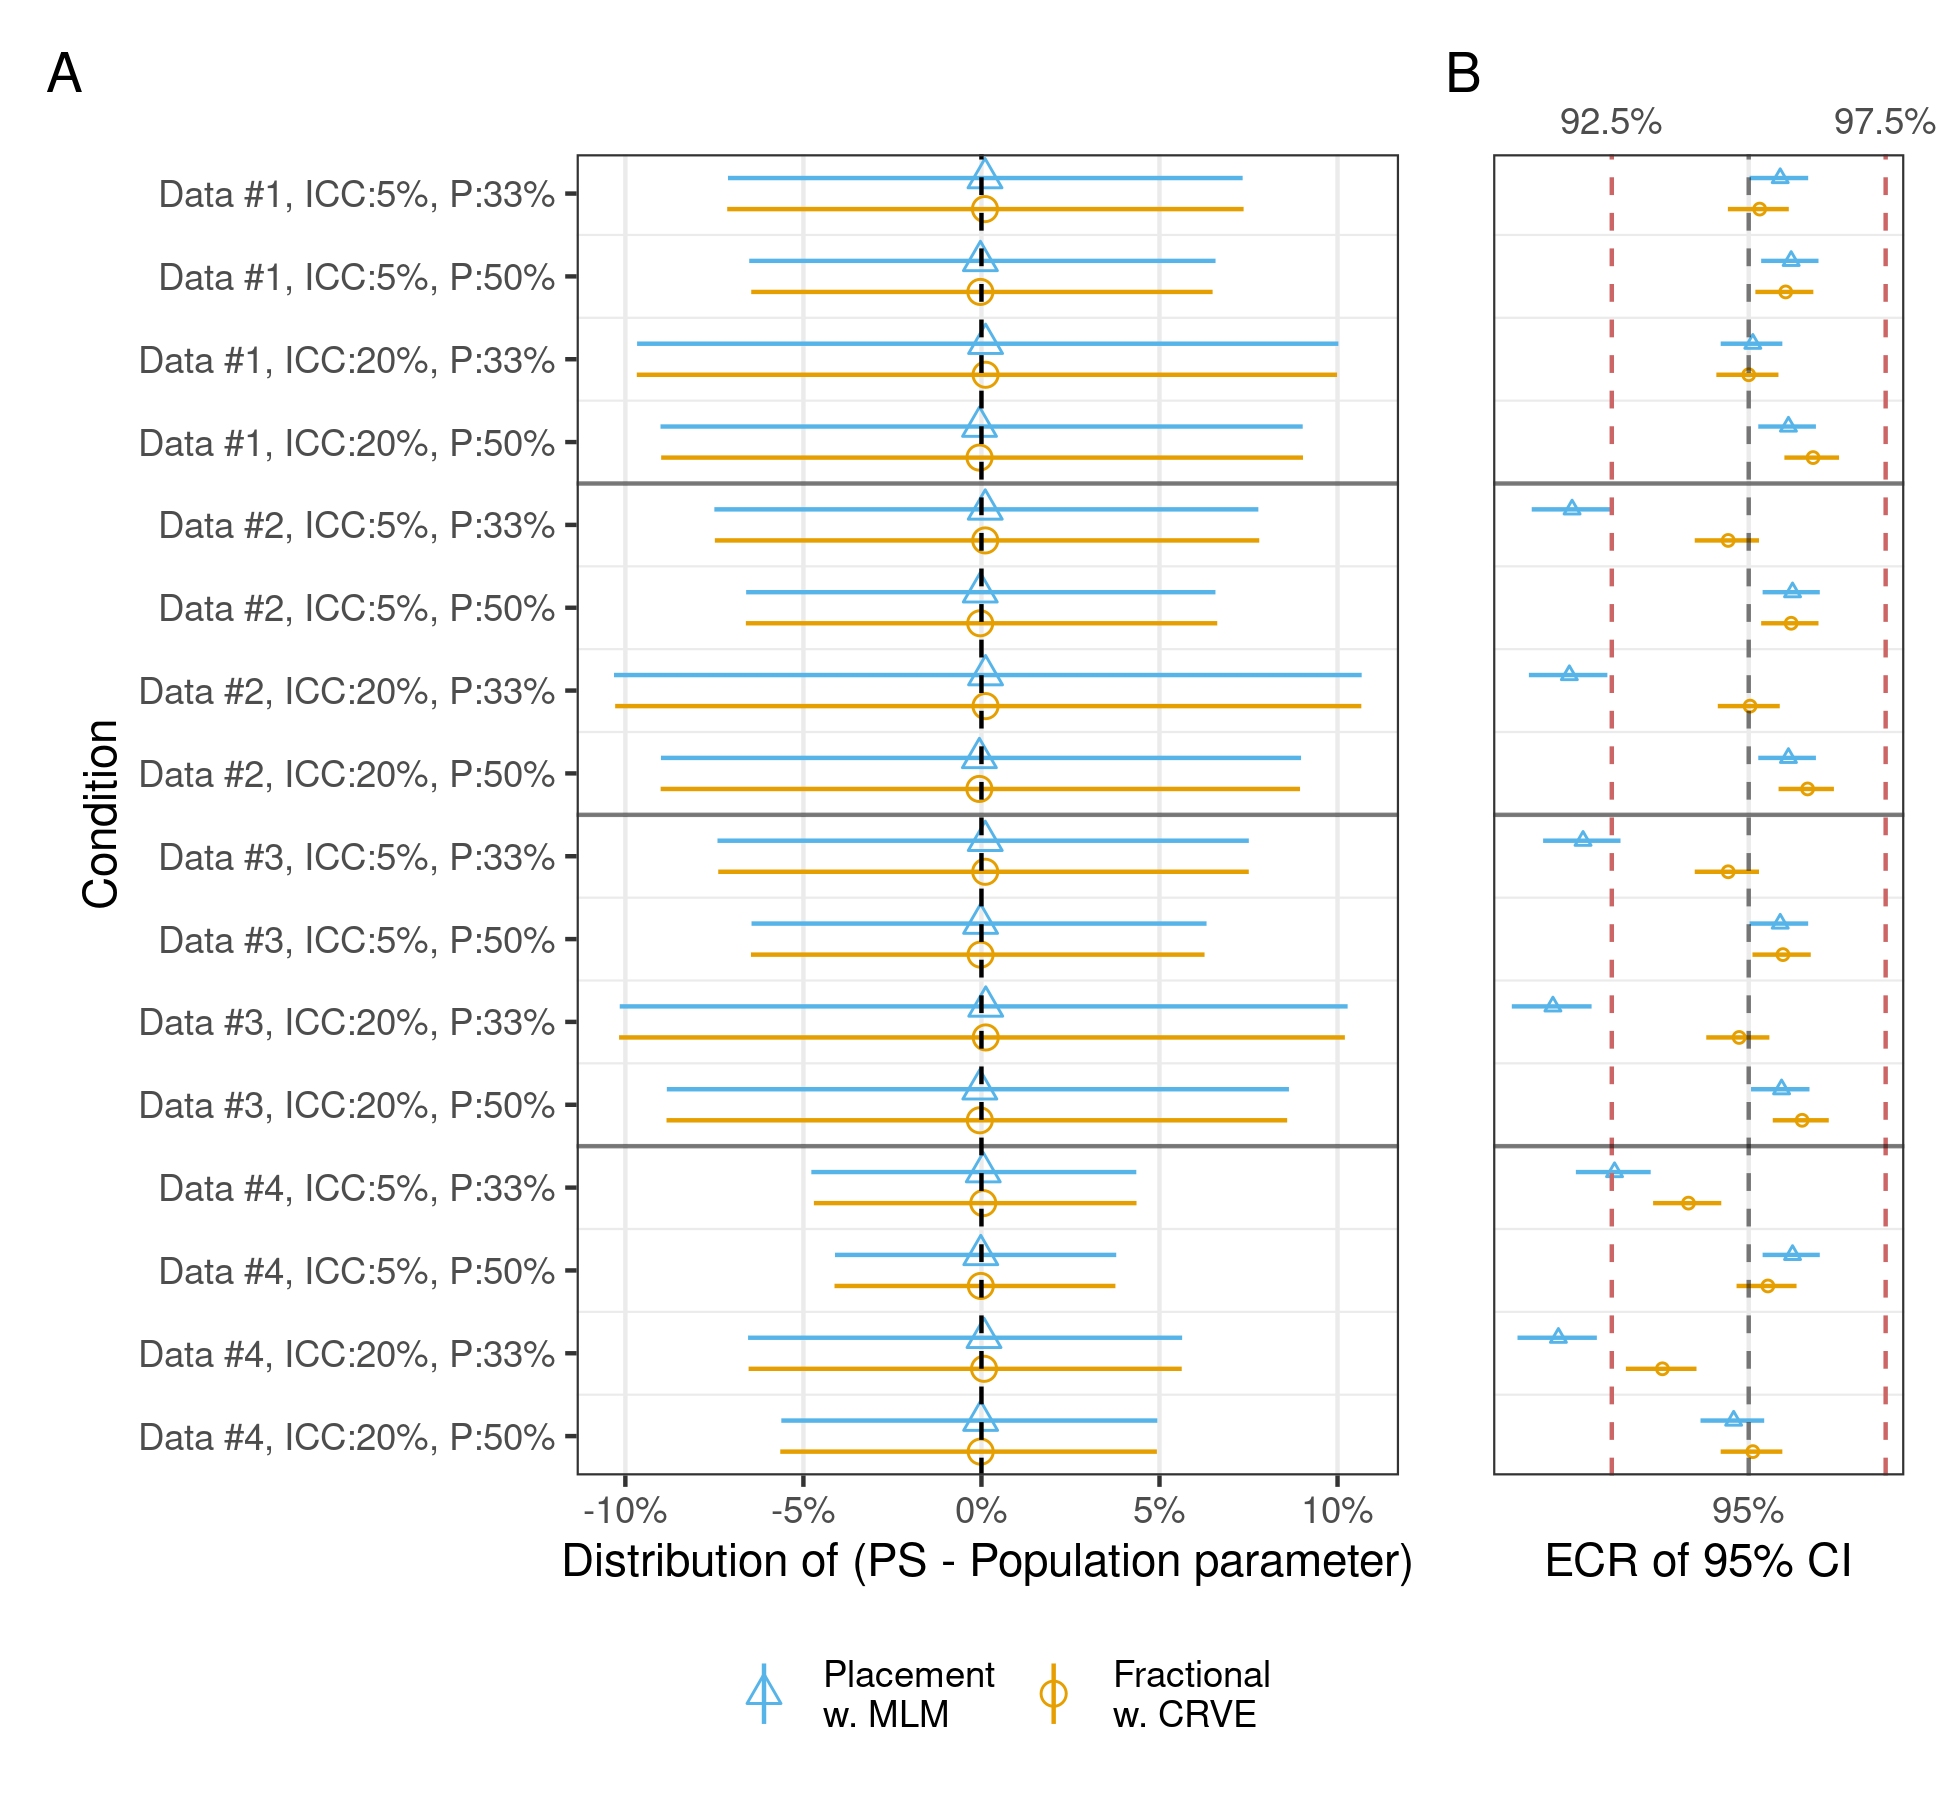 A
B
92.5% 97.5%
Data #1, ICC:5%, P:33%
Data #1, ICC:5%, P:50%
Data #1, ICC:20%, P:33%
Data #1, ICC:20%, P:50%
Data #2, ICC:5%, P:33%
Data #2, ICC:5%, P:50%
Data #2, ICC:20%, P:33%
Data #2, ICC:20%, P:50%
Data #3, ICC:5%, P:33%
Data #3, ICC:5%, P:50%
Data #3, ICC:20%, P:33%
Data #3, ICC:20%, P:50%
Data #4, ICC:5%, P:33%
Data #4, ICC:5%, P:50%
Data #4, ICC:20%, P:33%
Data #4, ICC:20%, P:50%
Condition
-10% -5% 0% 5% 10%
95%
Distribution of (PS - Population parameter)
ECR of 95% CI
Placement
w. MLM
Fractional
w. CRVE